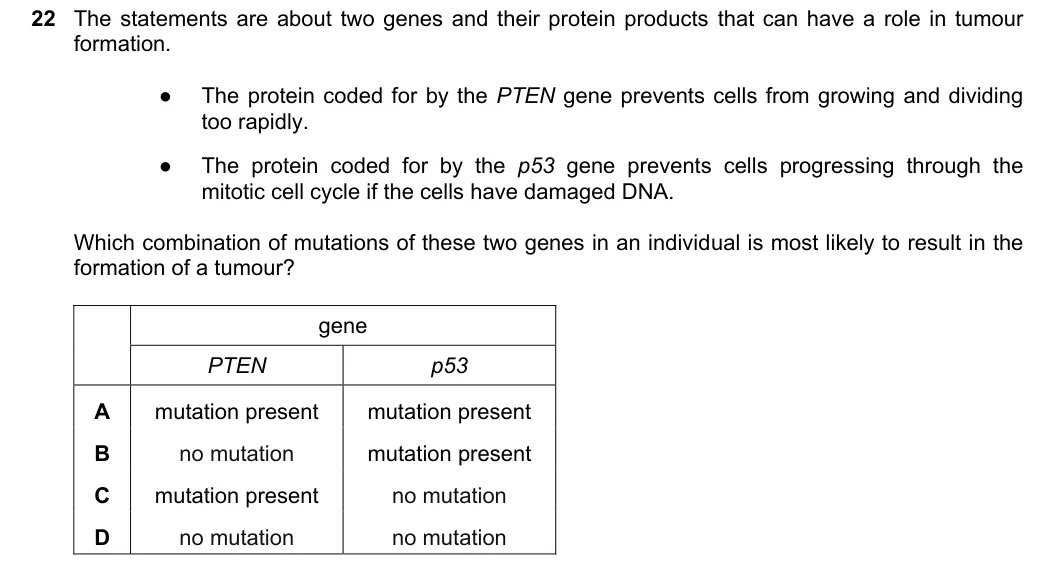 22 The statements are about two genes and their protein products that can have a role in tumour
formation.
● The protein coded for by the PTEN gene prevents cells from growing and dividing
too rapidly.
● The protein coded for by the p53 gene prevents cells progressing through the
mitotic cell cycle if the cells have damaged DNA.
Which combination of mutations of these two genes in an individual is most likely to result in the
formation of a tumour?
gene
PTEN p53
A mutation present mutation present
B no mutation mutation present
C mutation present no mutation
D no mutation no mutation